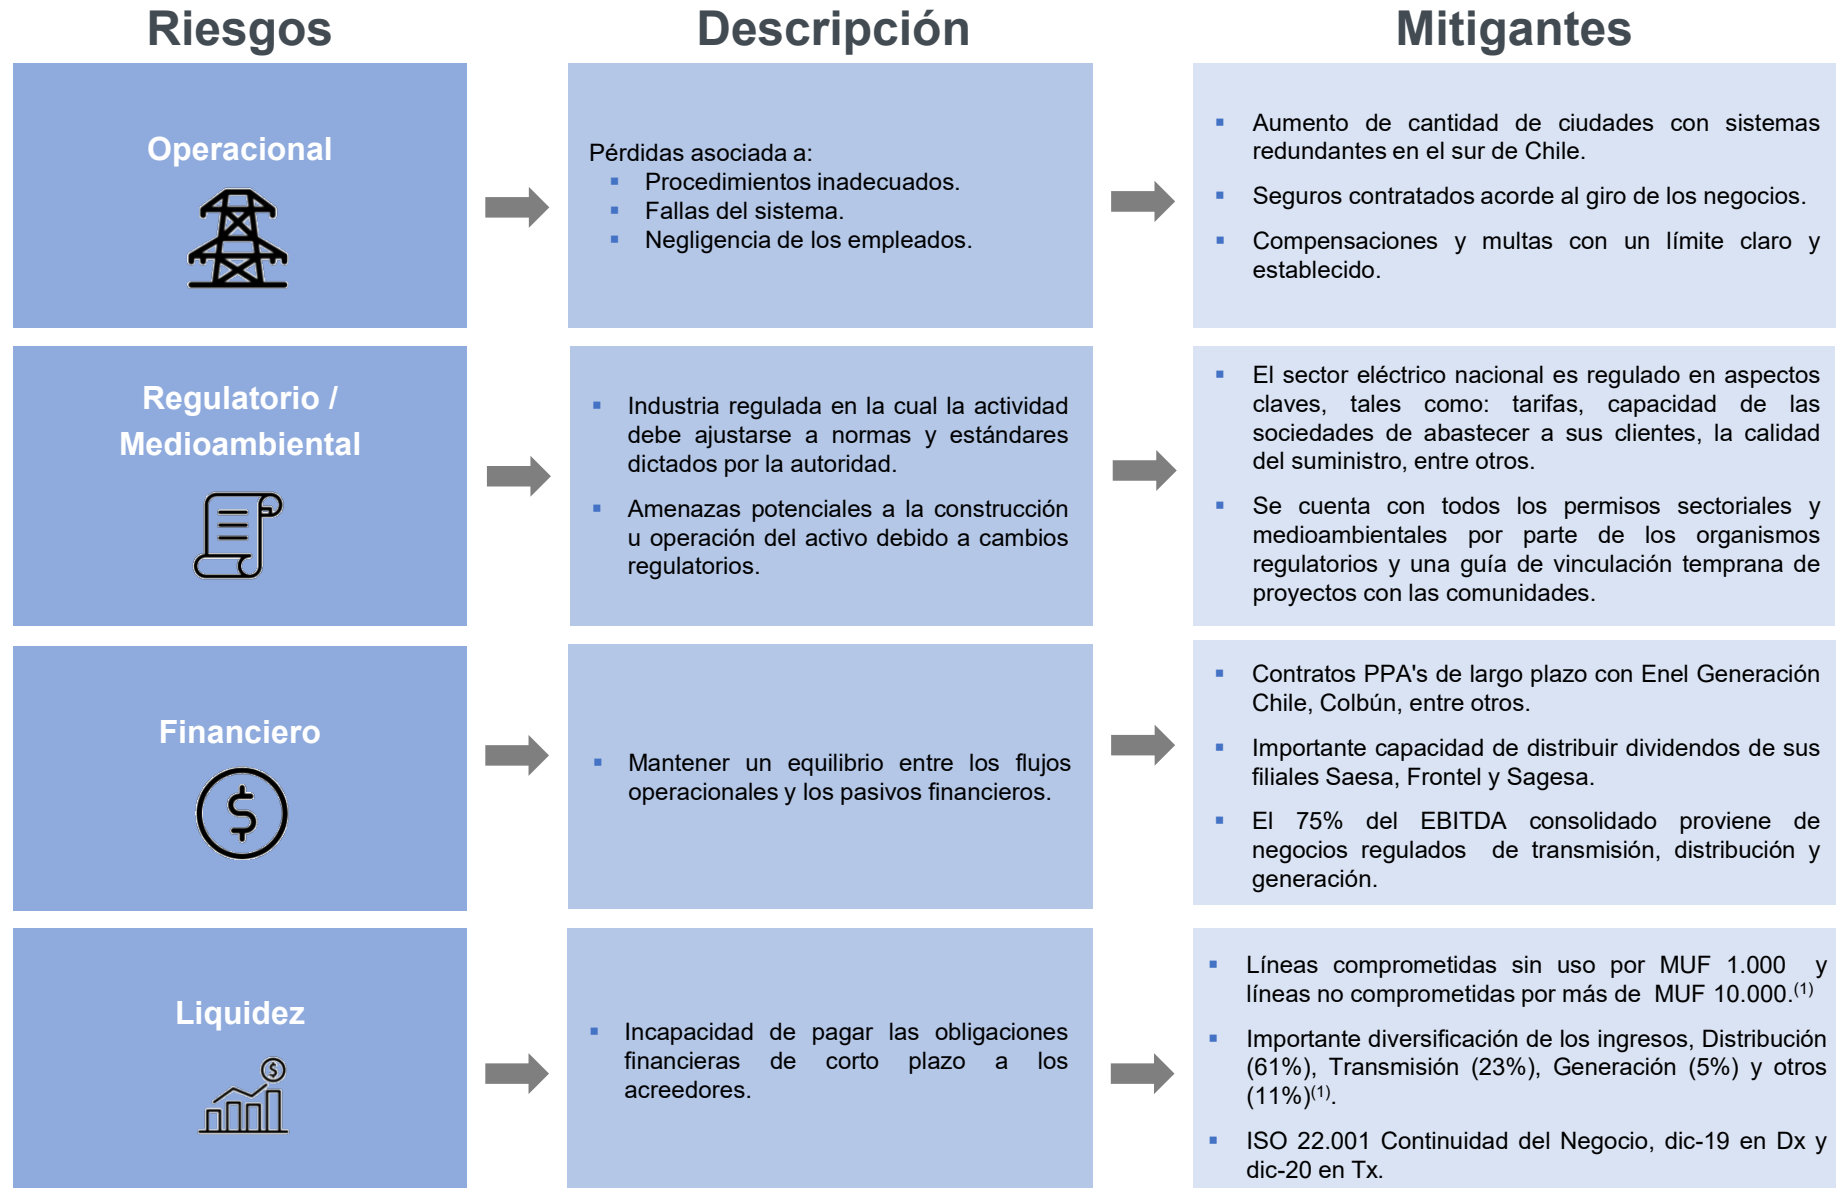 Riesgos
Descripción
Mitigantes
Operacional
Pérdidas asociada a:
▪ Procedimientos inadecuados.
▪ Fallas del sistema.
▪ Negligencia de los empleados.
▪ Aumento de cantidad de ciudades con sistemas
redundantes en el sur de Chile.
▪ Seguros contratados acorde al giro de los negocios.
▪ Compensaciones y multas con un límite claro y
establecido.
Regulatorio /
Medioambiental
▪ Industria regulada en la cual la actividad
debe ajustarse a normas y estándares
dictados por la autoridad.
▪ Amenazas potenciales a la construcción
u operación del activo debido a cambios
regulatorios.
▪ El sector eléctrico nacional es regulado en aspectos
claves, tales como: tarifas, capacidad de las
sociedades de abastecer a sus clientes, la calidad
del suministro, entre otros.
▪ Se cuenta con todos los permisos sectoriales y
medioambientales por parte de los organismos
regulatorios y una guía de vinculación temprana de
proyectos con las comunidades.
Financiero
$
▪ Mantener un equilibrio entre los flujos
operacionales y los pasivos financieros.
▪ Contratos PPA's de largo plazo con Enel Generación
Chile, Colbún, entre otros.
▪ Importante capacidad de distribuir dividendos de sus
filiales Saesa, Frontel y Sagesa.
▪ El 75% del EBITDA consolidado proviene de
negocios regulados de transmisión, distribución y
generación.
Liquidez
$
▪ Incapacidad de pagar las obligaciones
financieras de corto plazo a los
acreedores.
▪ Líneas comprometidas sin uso por MUF 1.000 y
líneas no comprometidas por más de MUF 10.000.(1)
▪ Importante diversificación de los ingresos, Distribución
(61%), Transmisión (23%), Generación (5%) y otros
(11%)(1).
▪ ISO 22.001 Continuidad del Negocio, dic-19 en Dx y
dic-20 en Tx.